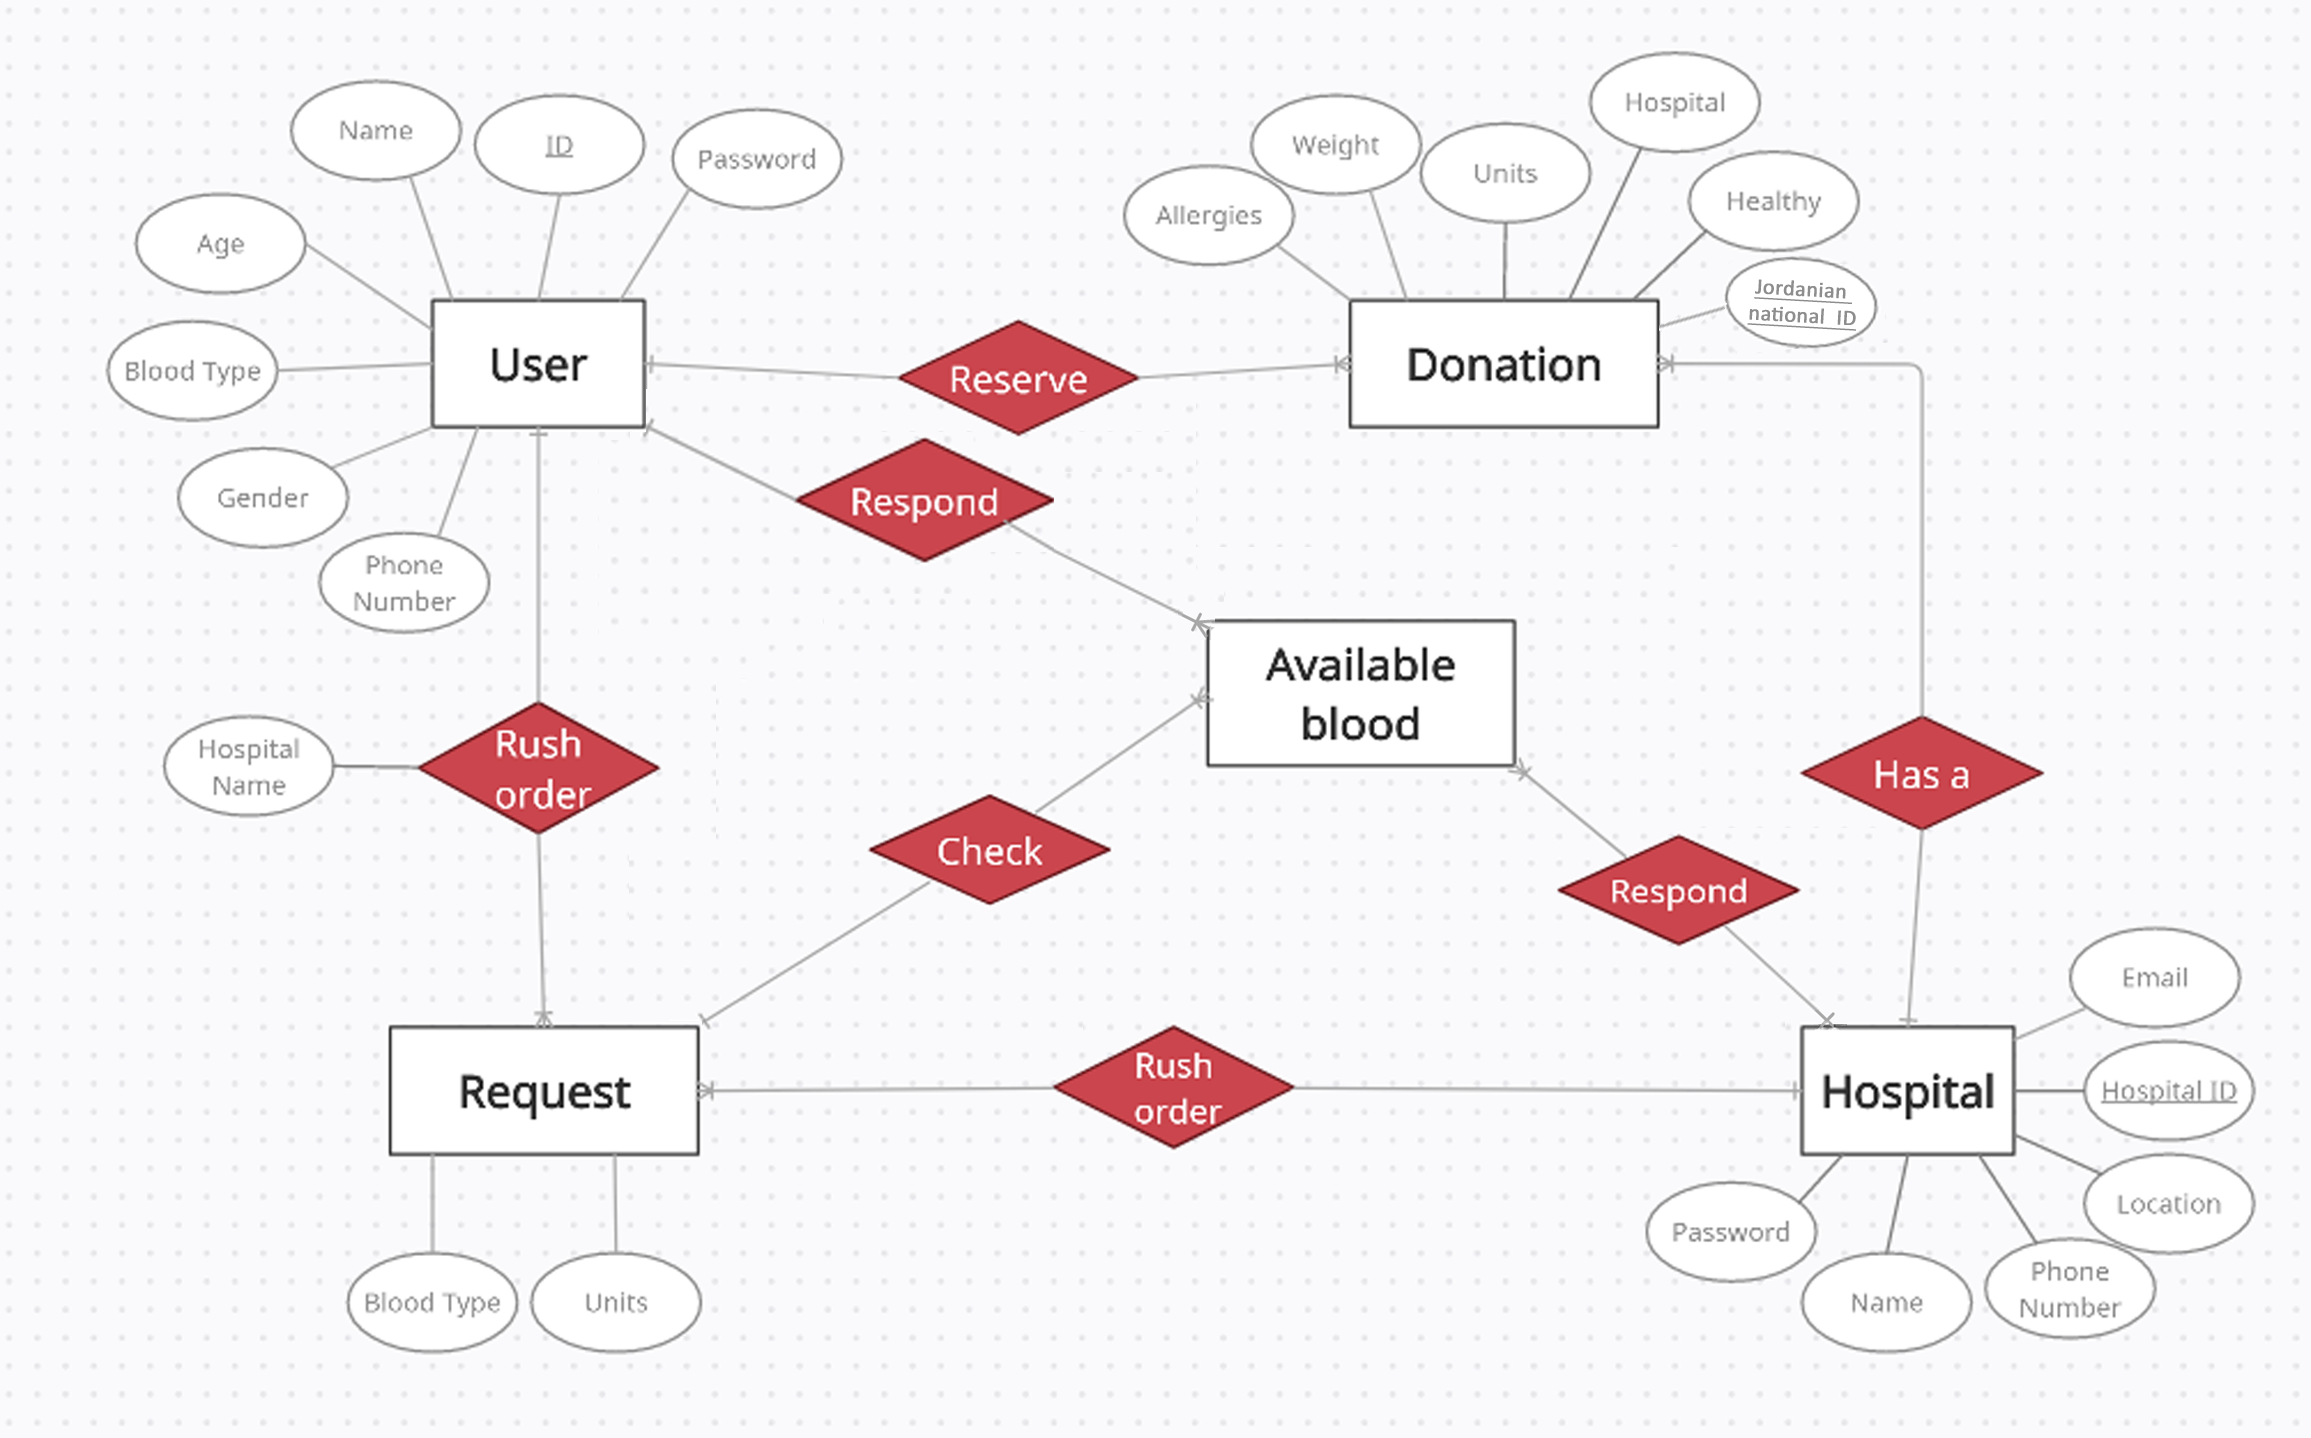 Name
ID
Password
Age
Blood Type
Gender
Phone
Number
User
Allergies
Weight
Units
Hospital
Healthy
Jordanian
national ID
Donation
Reserve
Respond
Available
blood
Hospital
Name
Rush
order
Check
Respond
Has a
Request
Blood Type
Units
Rush
order
Hospital
Email
Hospital ID
Location
Phone
Number
Name
Password